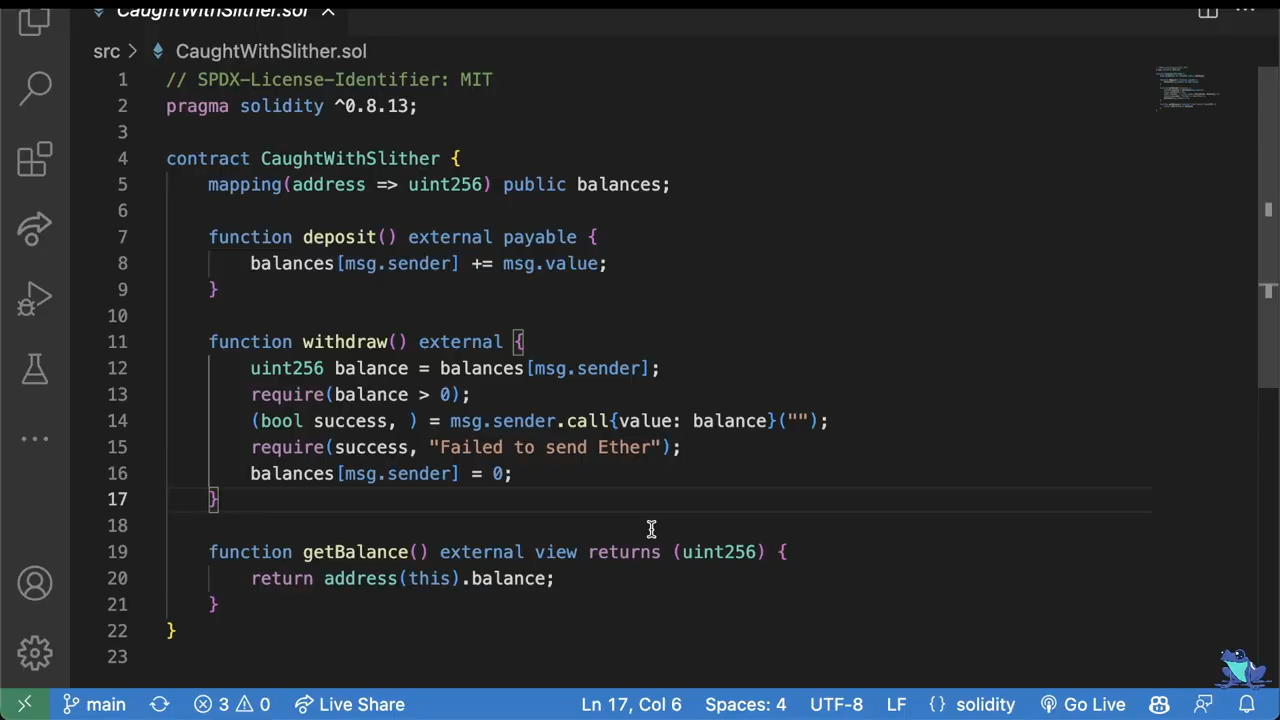 CaughtWithSlither.sol
src > CaughtWithSlither.sol
1 // SPDX-License-Identifier: MIT
2 pragma solidity ^0.8.13;
3
4 contract CaughtWithSlither {
5     mapping(address => uint256) public balances;
6
7     function deposit() external payable {
8         balances[msg.sender] += msg.value;
9     }
10
11     function withdraw() external {
12         uint256 balance = balances[msg.sender];
13         require(balance > 0);
14         (bool success, ) = msg.sender.call{value: balance}("");
15         require(success, "Failed to send Ether");
16         balances[msg.sender] = 0;
17     }
18
19     function getBalance() external view returns (uint256) {
20         return address(this).balance;
21     }
22 }
23
main 3 0 Live Share Ln 17, Col 6 Spaces: 4 UTF-8 LF {} solidity Go Live